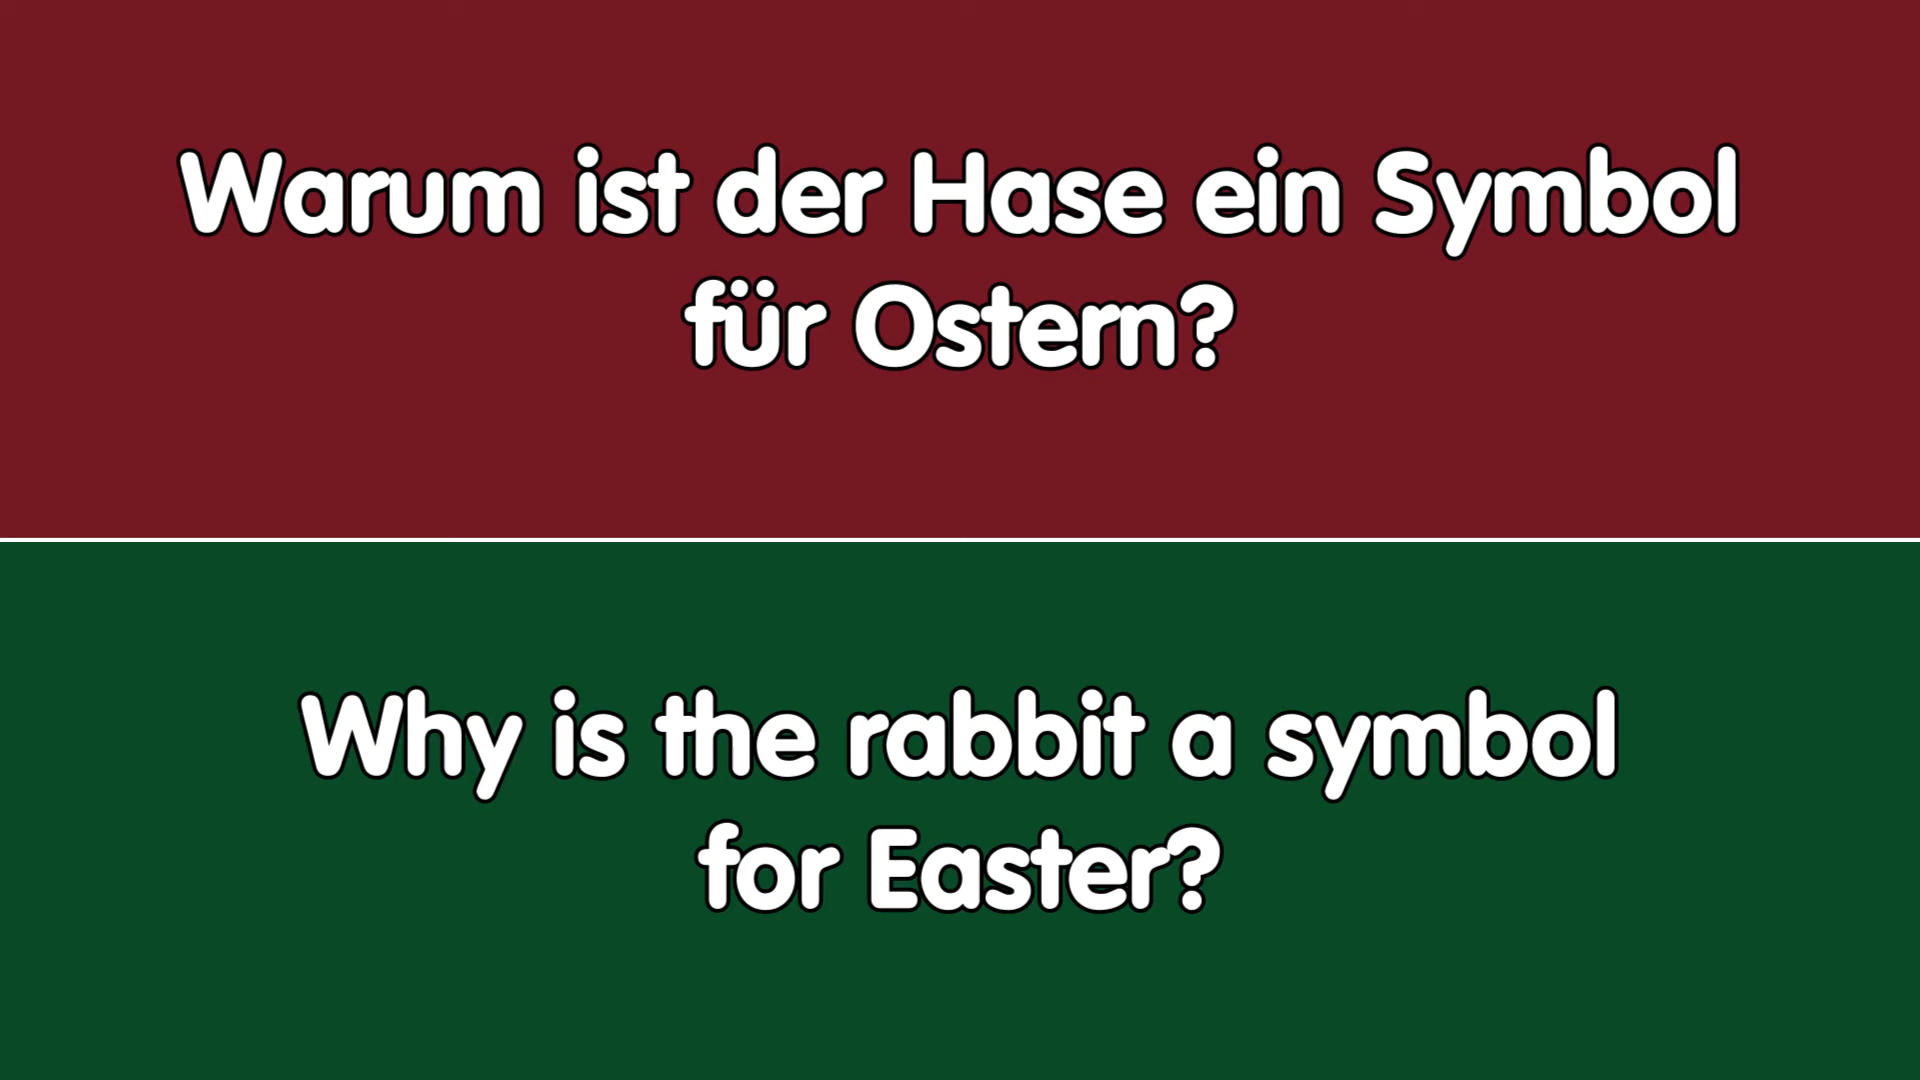 Warum ist der Hase ein Symbol
für Ostern?
Why is the rabbit a symbol
for Easter?